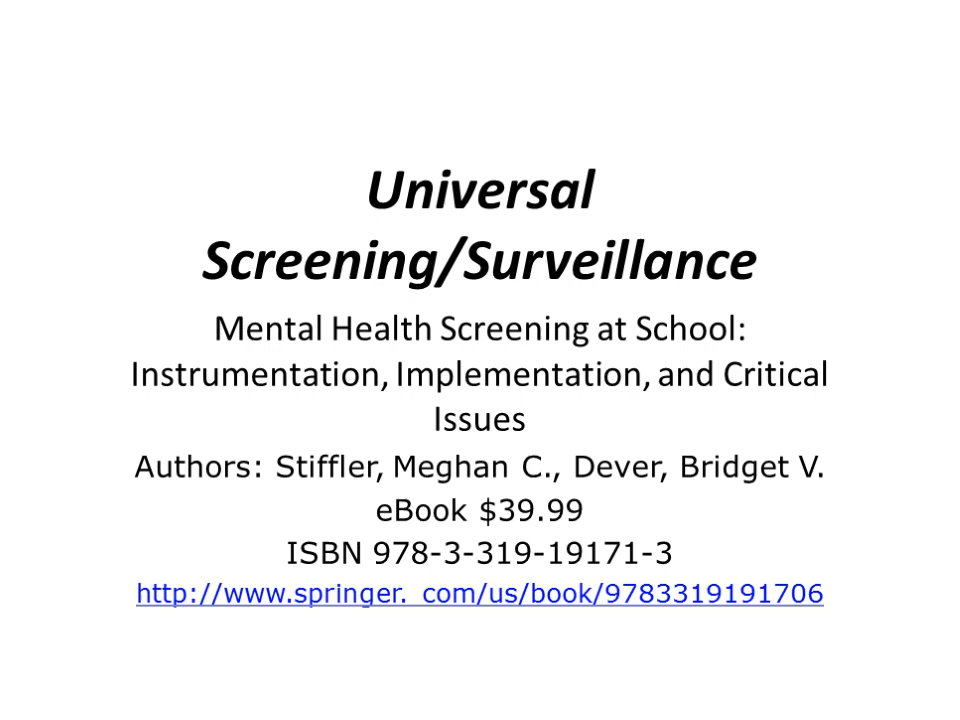 Universal
Screening/Surveillance
Mental Health Screening at School:
Instrumentation, Implementation, and Critical
Issues
Authors: Stiffler, Meghan C., Dever, Bridget V.
eBook $39.99
ISBN 978-3-319-19171-3
http://www.springer. com/us/book/9783319191706